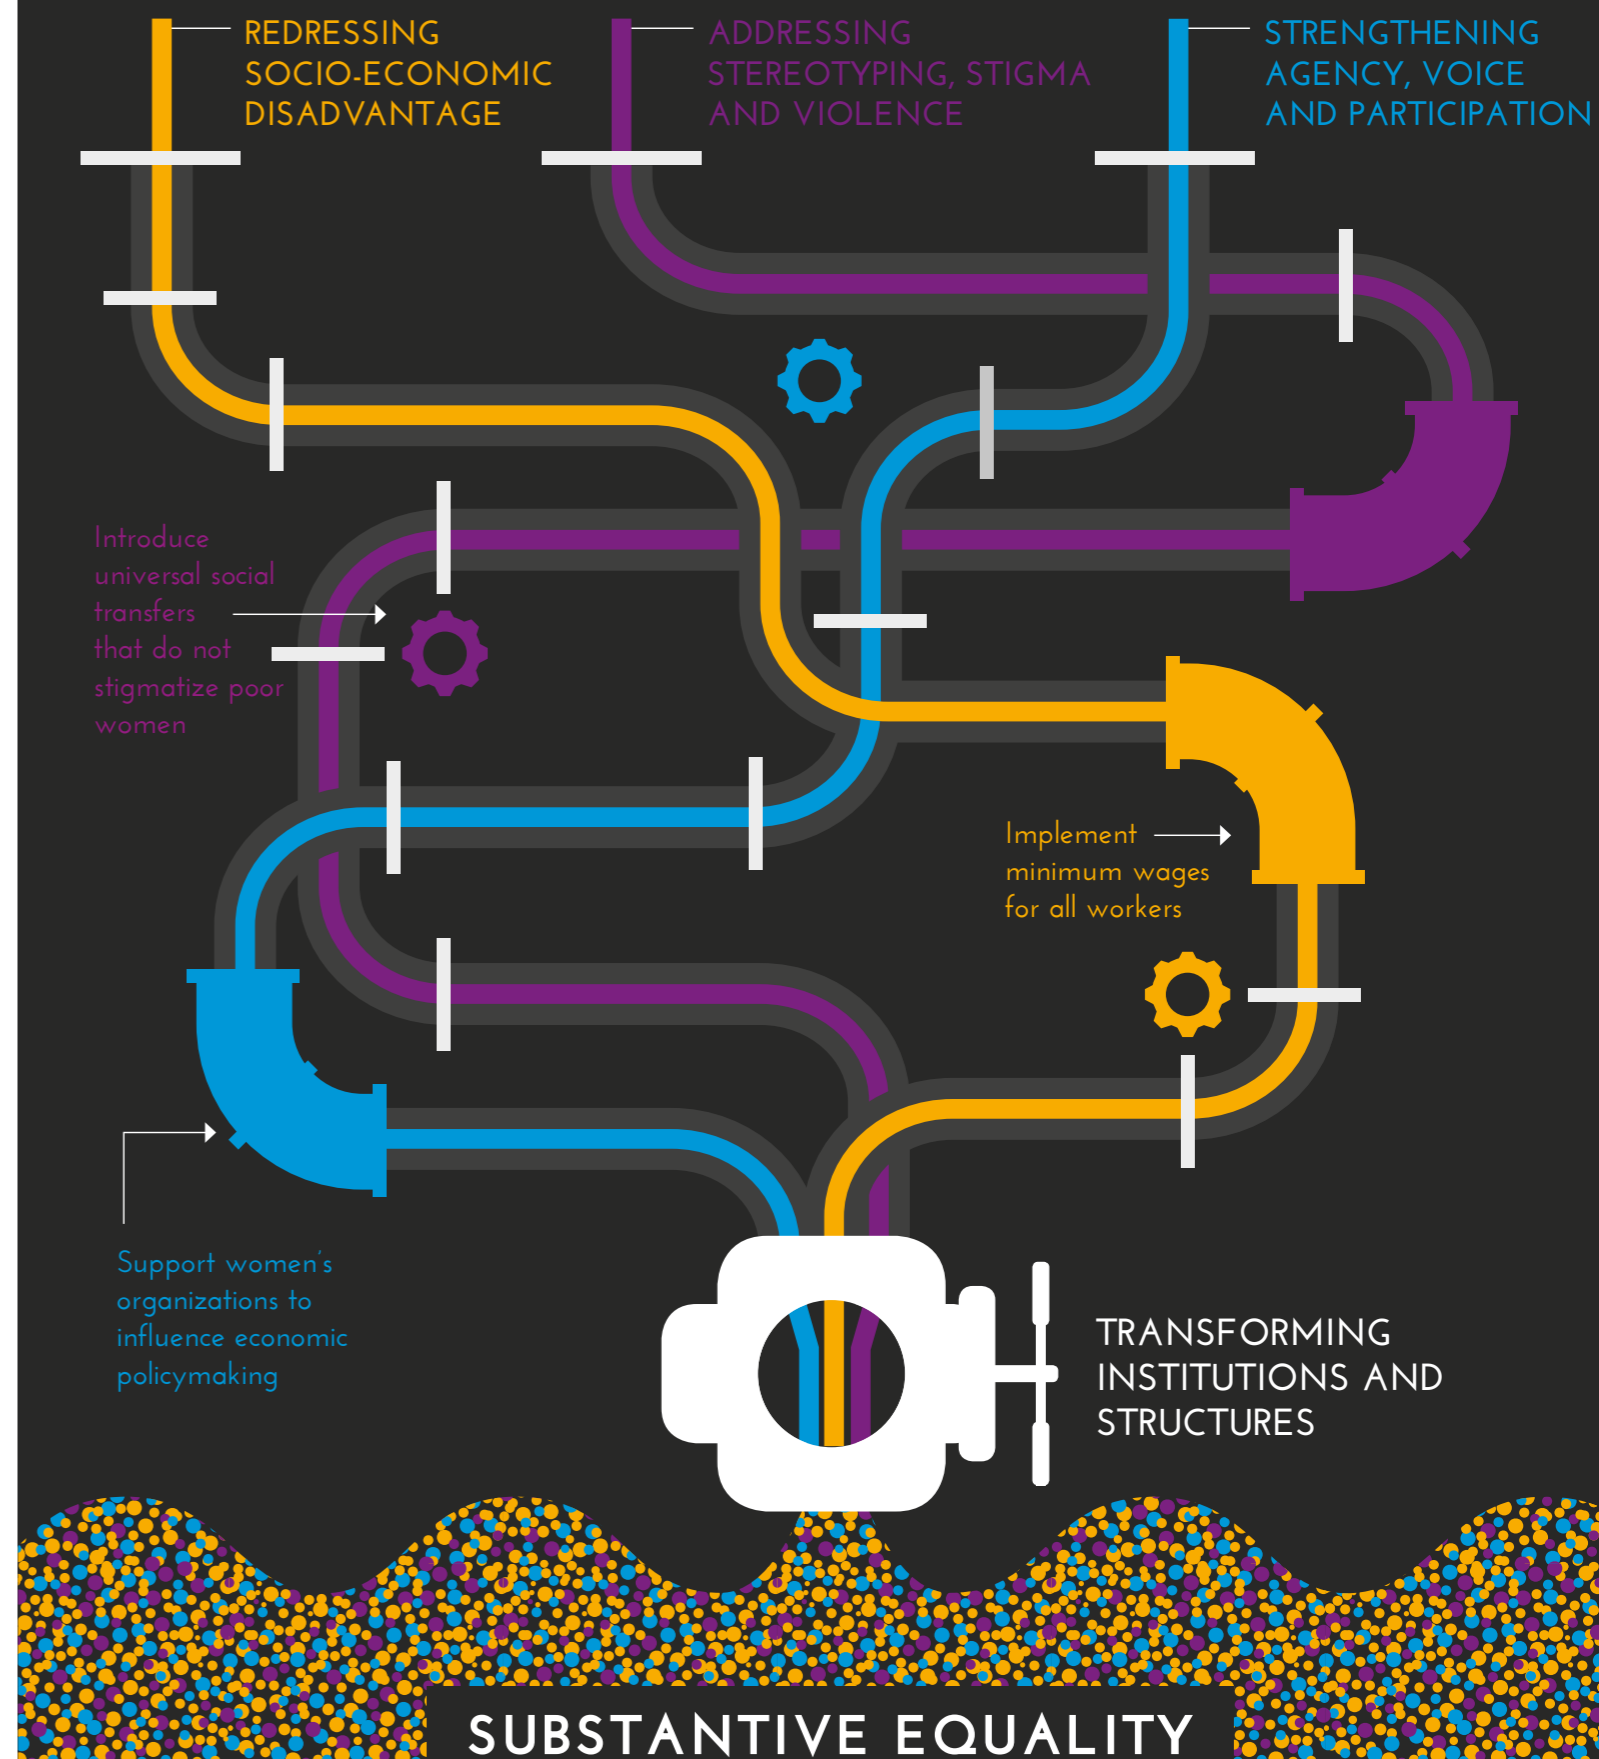 REDRESSING
SOCIO-ECONOMIC
DISADVANTAGE
ADDRESSING
STEREOTYPING, STIGMA
AND VIOLENCE
STRENGTHENING
AGENCY, VOICE
AND PARTICIPATION
Introduce
universal social
transfers
that do not
stigmatize poor
women
Implement
minimum wages
for all workers
Support women's
organizations to
influence economic
policymaking
TRANSFORMING
INSTITUTIONS AND
STRUCTURES
SUBSTANTIVE EQUALITY